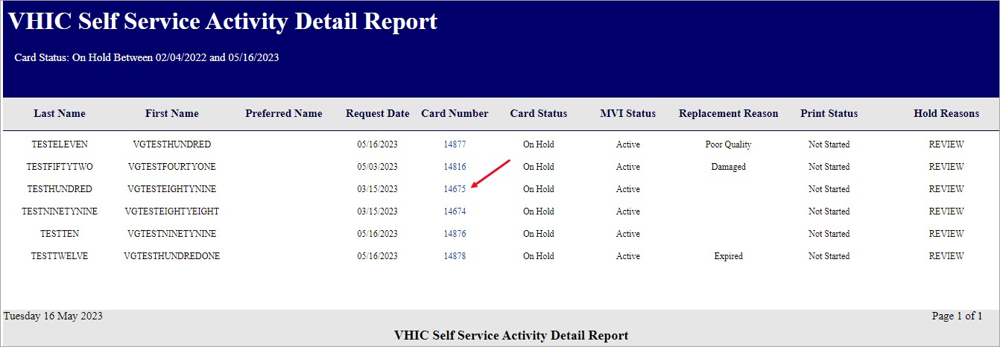 VHIC Self Service Activity Detail Report
Card Status: On Hold Between 02/04/2022 and 05/16/2023
Last Name First Name Preferred Name Request Date Card Number Card Status MVI Status Replacement Reason Print Status Hold Reasons
TESTELEVEN VGTESTHUNDRED 05/16/2023 14877 On Hold Active Poor Quality Not Started REVIEW
TESTFIFTYTWO VGTESTFOURTYONE 05/03/2023 14816 On Hold Active Damaged Not Started REVIEW
TESTHUNDRED VGTESTEIGHTYNINE 03/15/2023 14675 On Hold Active Not Started REVIEW
TESTNINETYNINE VGTESTEIGHTYEIGHT 03/15/2023 14674 On Hold Active Not Started REVIEW
TESTTEN VGTESTNINETYNINE 05/16/2023 14876 On Hold Active Not Started REVIEW
TESTTWELVE VGTESTHUNDREDONE 05/16/2023 14878 On Hold Active Expired Not Started REVIEW
Tuesday 16 May 2023 Page 1 of 1
VHIC Self Service Activity Detail Report